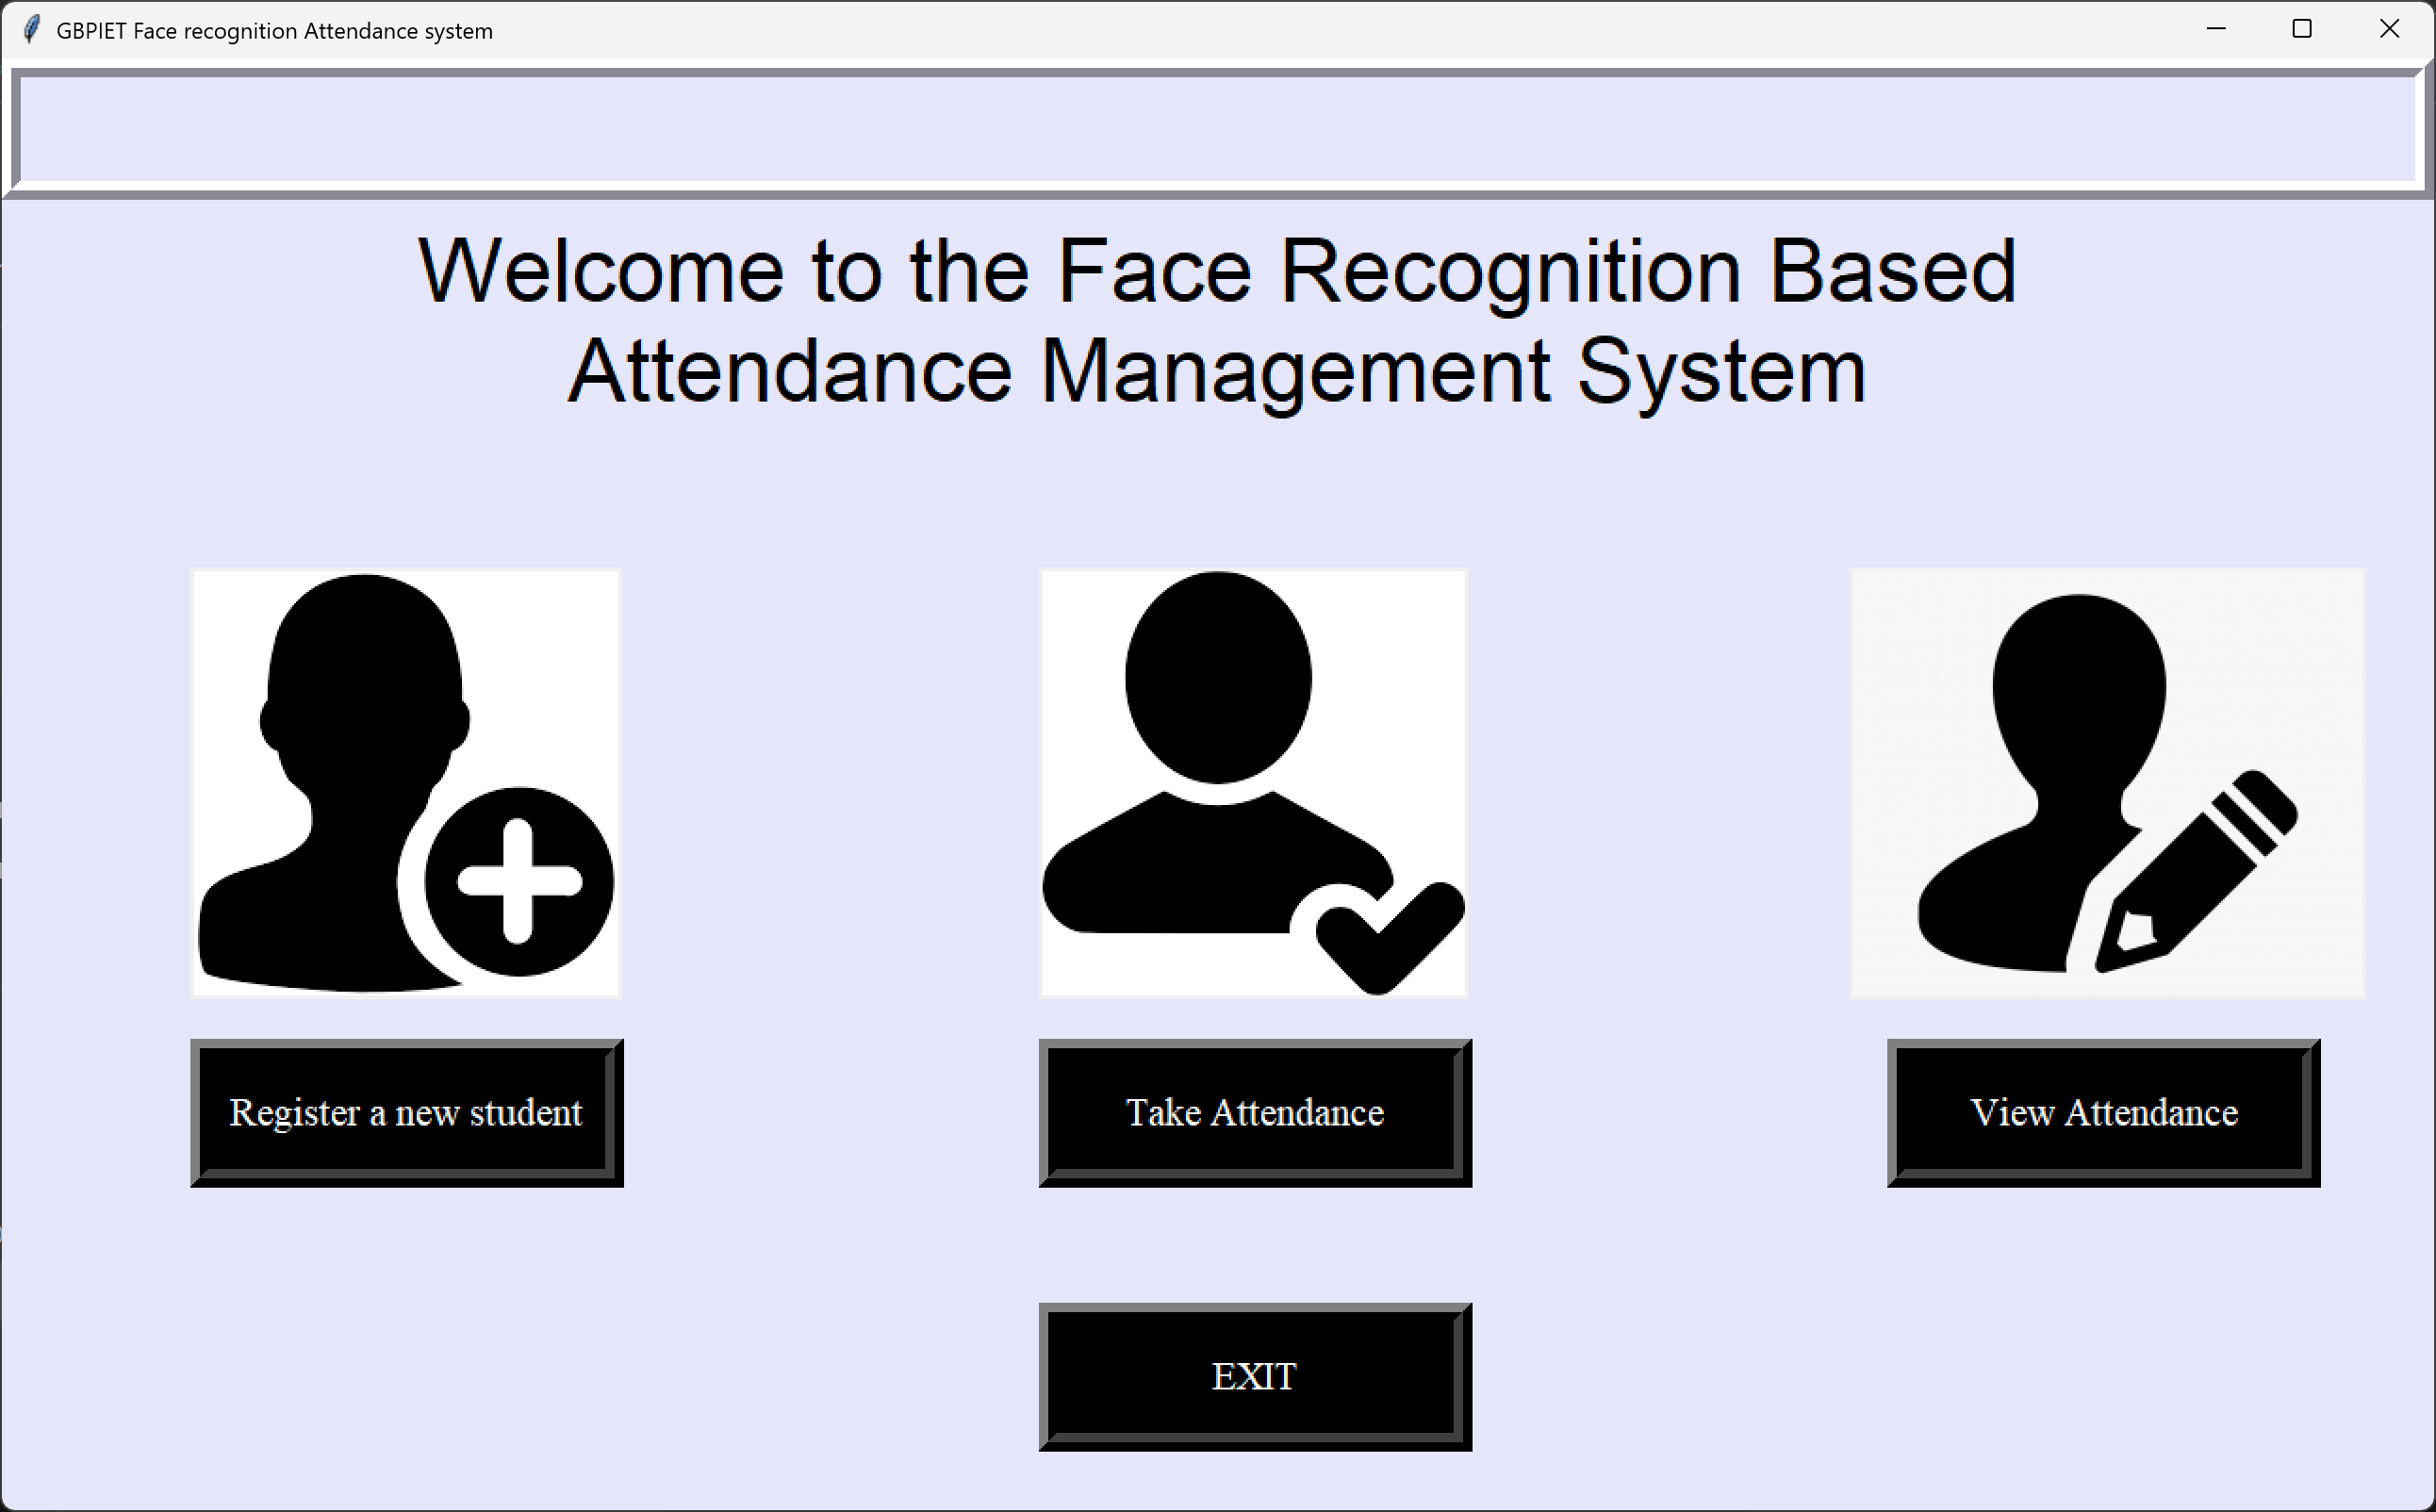 GBPIET Face recognition Attendance system
Welcome to the Face Recognition Based
Attendance Management System
Register a new student
Take Attendance
View Attendance
EXIT